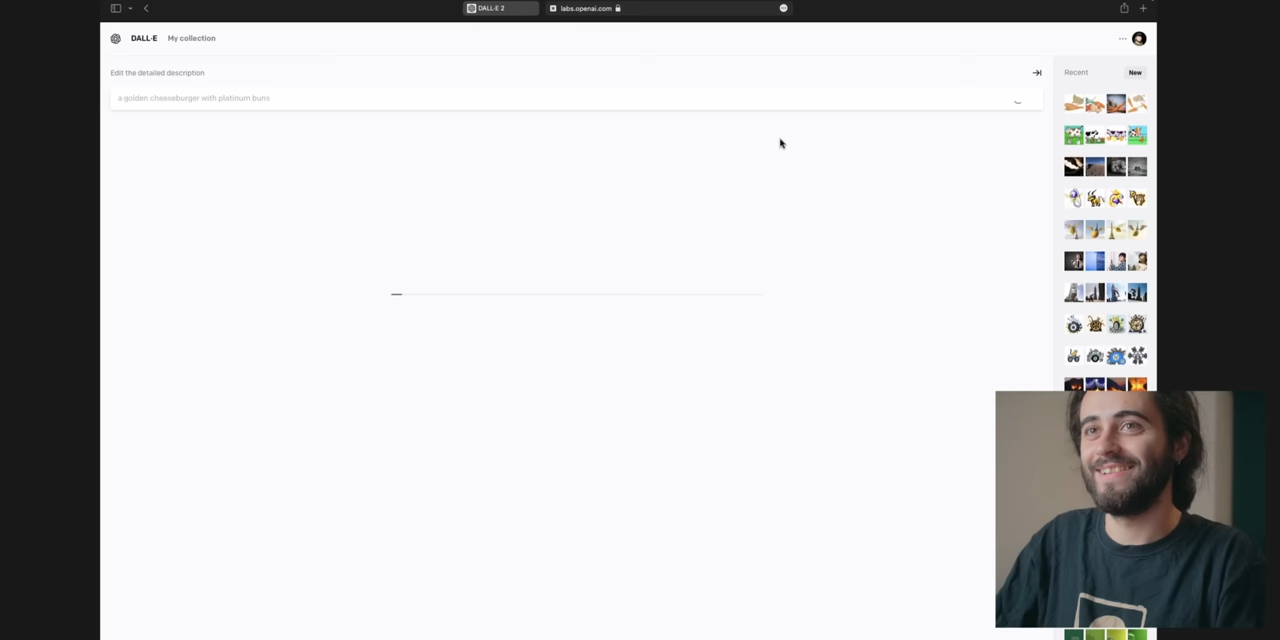 DALL·E 2
labs.openai.com
DALL·E
My collection
Edit the detailed description
Recent
New
a golden cheeseburger with platinum buns